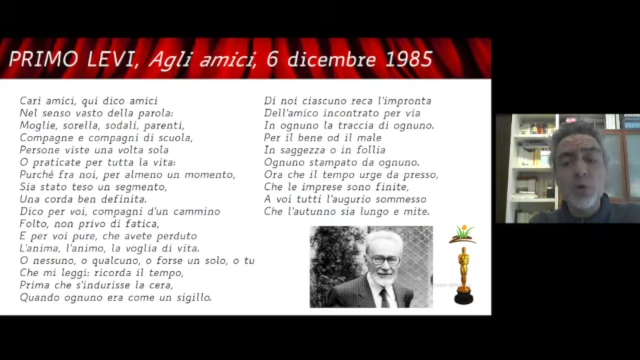 PRIMO LEVI, Agli amici, 6 dicembre 1985
Cari amici, qui dico amici
Nel senso vasto della parola:
Moglie, sorella, sodali, parenti,
Compagne e compagni di scuola,
Persone viste una volta sola
O praticate per tutta la vita:
Purché fra noi, per almeno un momento,
Sia stato teso un segmento,
Una corda ben definita.
Dico per voi, compagni d'un cammino
Folto, non privo di fatica,
E per voi pure, che avete perduto
L'anima, l'animo, la voglia di vita.
O nessuno, o qualcuno, o forse un solo, o tu
Che mi leggi: ricorda il tempo,
Prima che s'indurisse la cera,
Quando ognuno era come un sigillo.
Di noi ciascuno reca l'impronta
Dell'amico incontrato per via
In ognuno la traccia di ognuno.
Per il bene od il male
In saggezza o in follia
Ognuno stampato da ognuno.
Ora che il tempo urge da presso,
Che le imprese sono finite,
A voi tutti l'augurio sommesso
Che l'autunno sia lungo e mite.